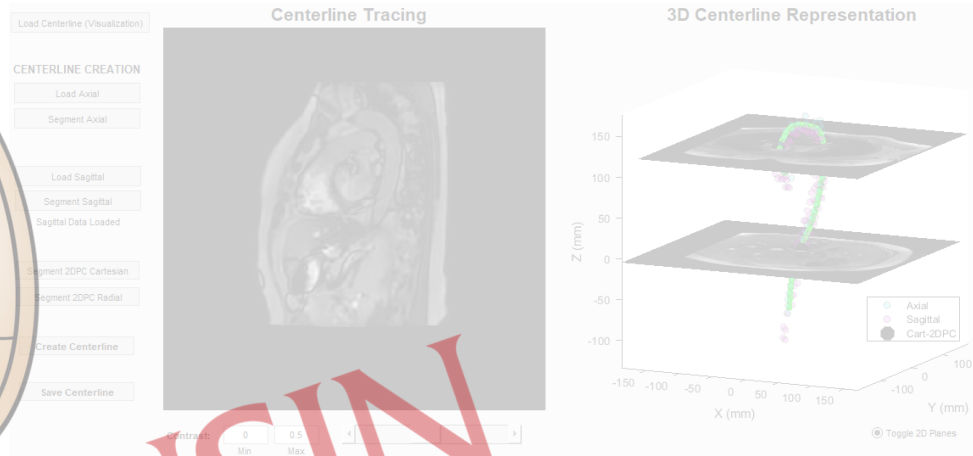 Load Centerline (Visualization)
CENTERLINE CREATION
Load Axial
Segment Axial
Load Sagittal
Segment Sagittal
Sagittal Data Loaded
Segment 2DPC Cartesian
Segment 2DPC Radial
Create Centerline
Save Centerline
Centerline Tracing
Contrast:
0
0.5
Min
Max
3D Centerline Representation
150
100
50
0
-50
-100
Z (mm)
-150 -100 -50 0 50 100 150
X (mm)
-100 0 100
Y (mm)
Axial
Sagittal
Cart-2DPC
Toggle 2D Planes
SIN